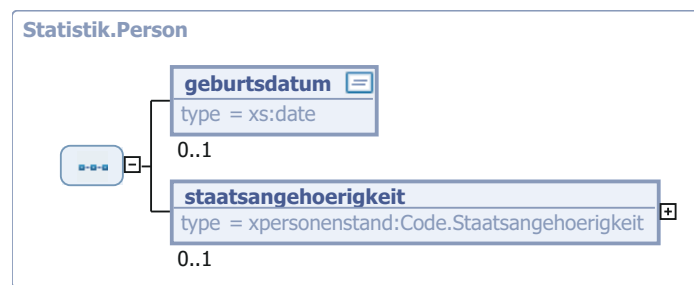 Statistik.Person
geburtsdatum
type = xs:date
0..1
staatsangehoerigkeit
type = xpersonenstand:Code.Staatsangehoerigkeit
0..1